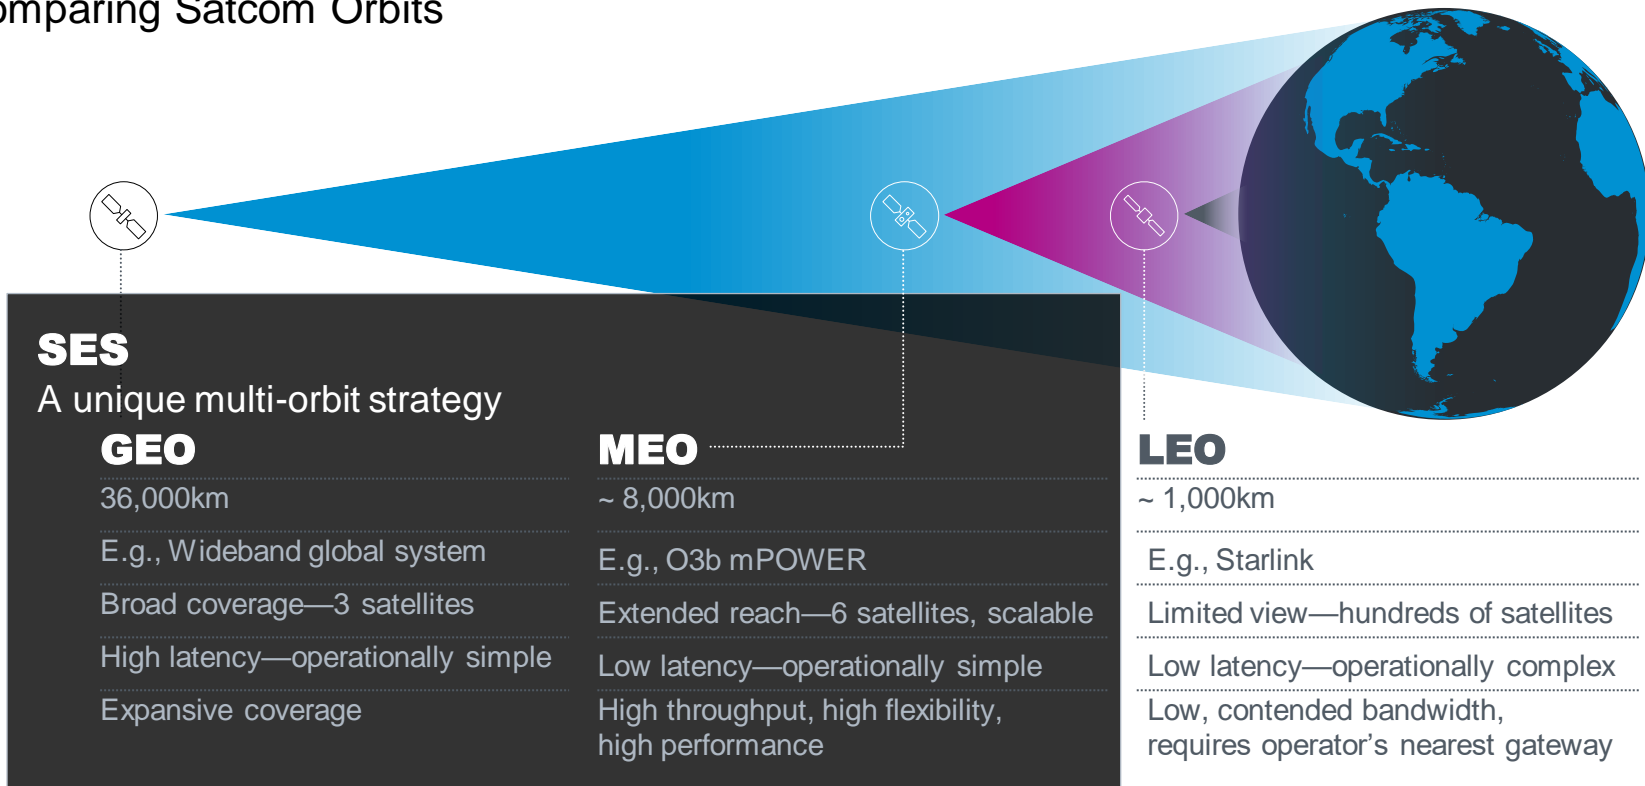 omparing Satcom Orbits
SES
A unique multi-orbit strategy
GEO
36,000km
E.g., Wideband global system
Broad coverage—3 satellites
High latency—operationally simple
Expansive coverage
MEO
~ 8,000km
E.g., O3b mPOWER
Extended reach—6 satellites, scalable
Low latency—operationally simple
High throughput, high flexibility,
high performance
LEO
~ 1,000km
E.g., Starlink
Limited view—hundreds of satellites
Low latency—operationally complex
Low, contended bandwidth,
requires operator’s nearest gateway